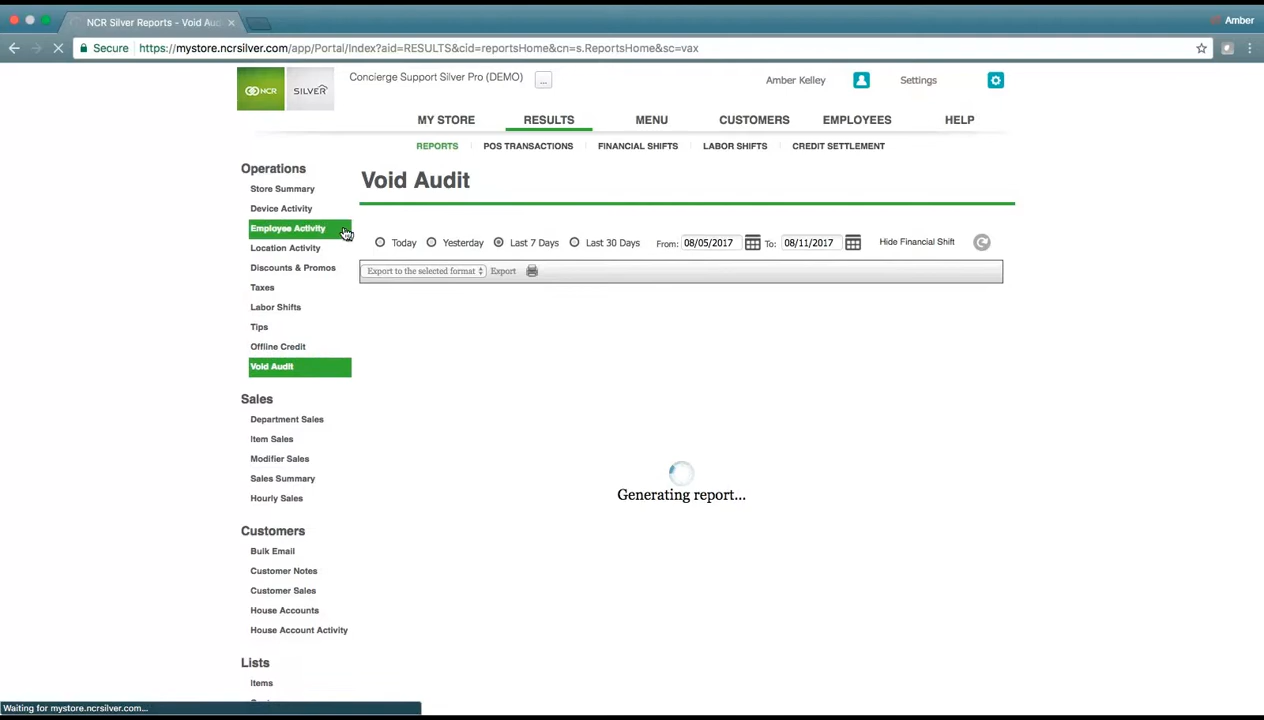 NCR Silver Reports - Void Aud
Amber
Secure https://mystore.ncrsilver.com/app/Portal/Index?aid=RESULTS&cid=reportsHome&cn=s.ReportsHome&sc=vax
NCR SILVER
Concierge Support Silver Pro (DEMO) ...
Amber Kelley Settings
MY STORE RESULTS MENU CUSTOMERS EMPLOYEES HELP
REPORTS POS TRANSACTIONS FINANCIAL SHIFTS LABOR SHIFTS CREDIT SETTLEMENT
Operations
Store Summary
Device Activity
Employee Activity
Location Activity
Discounts & Promos
Taxes
Labor Shifts
Tips
Offline Credit
Void Audit
Sales
Department Sales
Item Sales
Modifier Sales
Sales Summary
Hourly Sales
Customers
Bulk Email
Customer Notes
Customer Sales
House Accounts
House Account Activity
Lists
Items
Void Audit
Today Yesterday Last 7 Days Last 30 Days From: 08/05/2017 To: 08/11/2017 Hide Financial Shift
Export to the selected format Export
Generating report...
Waiting for mystore.ncrsilver.com...